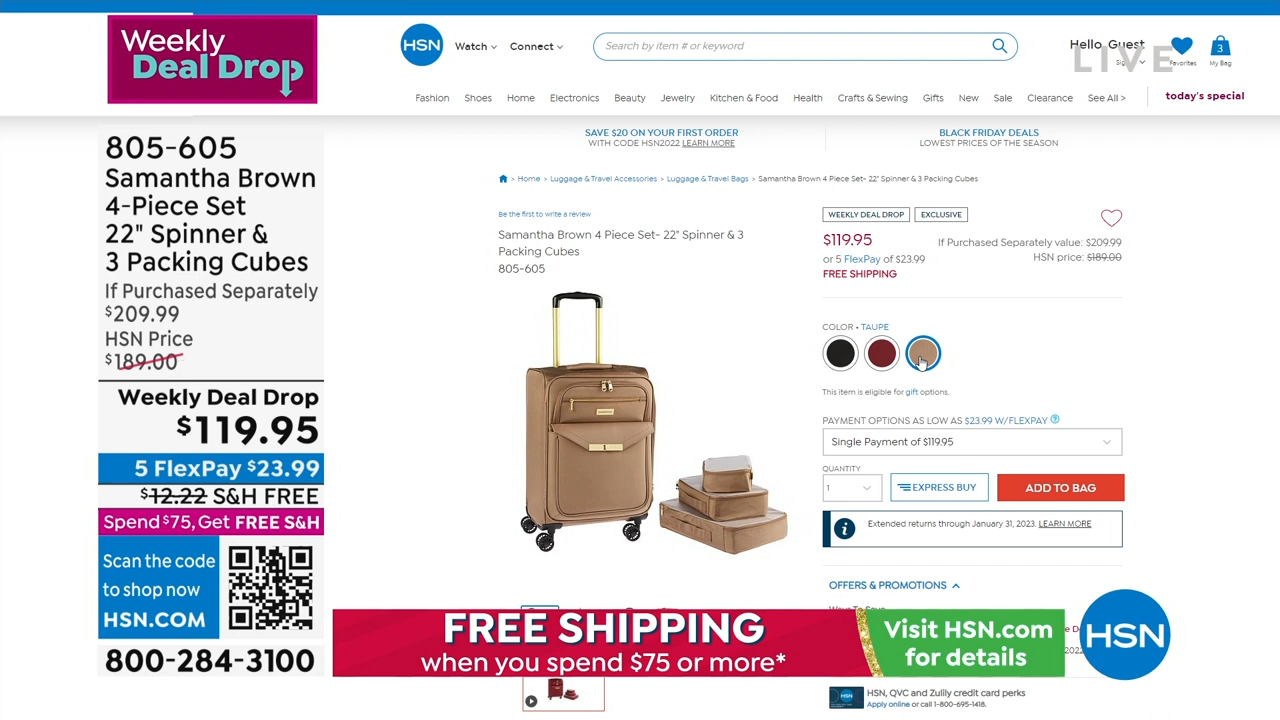 Weekly
Deal Drop
HSN
Watch
Connect
Search by item # or keyword
Hello, Guest
LIVE
Favorites
3
My Bag
Fashion
Shoes
Home
Electronics
Beauty
Jewelry
Kitchen & Food
Health
Crafts & Sewing
Gifts
New
Sale
Clearance
See All >
today's special
SAVE $20 ON YOUR FIRST ORDER
WITH CODE HSN2022 LEARN MORE
BLACK FRIDAY DEALS
LOWEST PRICES OF THE SEASON
805-605
Samantha Brown
4-Piece Set
22" Spinner &
3 Packing Cubes
If Purchased Separately
$209.99
HSN Price
$189.00
Weekly Deal Drop
$119.95
5 FlexPay $23.99
$12.22 S&H FREE
Spend $75, Get FREE S&H
Scan the code
to shop now
HSN.COM
800-284-3100
> Home > Luggage & Travel Accessories > Luggage & Travel Bags > Samantha Brown 4 Piece Set- 22" Spinner & 3 Packing Cubes
Be the first to write a review
Samantha Brown 4 Piece Set- 22" Spinner & 3
Packing Cubes
805-605
WEEKLY DEAL DROP
EXCLUSIVE
$119.95
If Purchased Separately value: $209.99
or 5 FlexPay of $23.99
HSN price: $189.00
FREE SHIPPING
COLOR • TAUPE
This item is eligible for gift options.
PAYMENT OPTIONS AS LOW AS $23.99 W/FLEXPAY
Single Payment of $119.95
QUANTITY
1
EXPRESS BUY
ADD TO BAG
Extended returns through January 31, 2023. LEARN MORE
OFFERS & PROMOTIONS
FREE SHIPPING
when you spend $75 or more*
Visit HSN.com
for details
HSN
HSN, QVC and Zulily credit card perks
Apply online or call 1-800-695-1418.